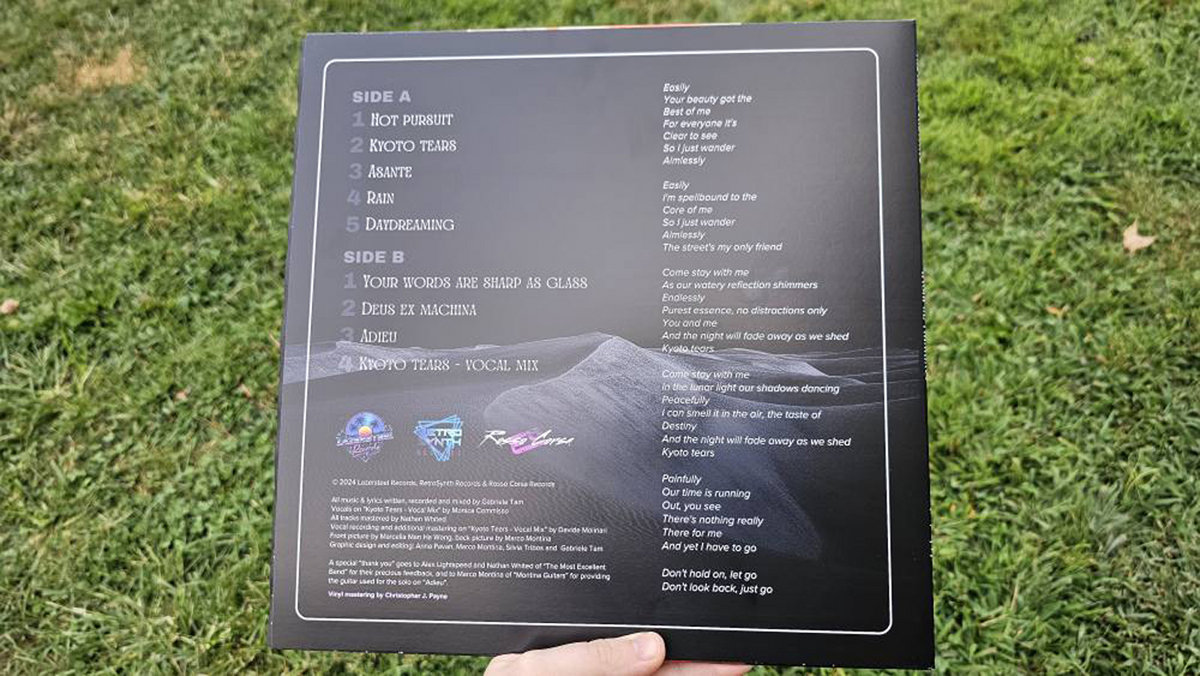 SIDE A
1 HOT PURSUIT
2 KYOTO TEARS
3 ASANTE
4 RAIN
5 DAYDREAMING
SIDE B
1 YOUR WORDS ARE SHARP AS GLASS
2 DEUS EX MACHINA
3 ADIEU
4 KYOTO TEARS - VOCAL MIX
LAZERSTEEL
Records
RETRO
SYNTH
RECORDS
Rosso Corsa
© 2024 Lazersteel Records, RetroSynth Records & Rosso Corsa Records
All music & lyrics written, recorded and mixed by Gabriele Tam
Vocals on "Kyoto Tears - Vocal Mix" by Monica Commisso
All tracks mastered by Nathan Whited
Vocal recording and additional mastering on "Kyoto Tears - Vocal Mix" by Davide Molinari
Front picture by Marcella Men He Wong, back picture by Marco Montina
Graphic design and editing: Anna Pavan, Marco Montina, Silvia Tribos and Gabriele Tam
A special "thank you" goes to Alex Lightspeed and Nathan Whited of "The Most Excellent
Band" for their precious feedback, and to Marco Montina of "Montina Guitars" for providing
the guitar used for the solo on "Adieu".
Vinyl mastering by Christopher J. Payne
Easily
Your beauty got the
Best of me
For everyone it's
Clear to see
So I just wander
Aimlessly
Easily
I'm spellbound to the
Core of me
So I just wander
Aimlessly
The street's my only friend
Come stay with me
As our watery reflection shimmers
Endlessly
Purest essence, no distractions only
You and me
And the night will fade away as we shed
Kyoto tears
Come stay with me
In the lunar light our shadows dancing
Peacefully
I can smell it in the air, the taste of
Destiny
And the night will fade away as we shed
Kyoto tears
Painfully
Our time is running
Out, you see
There's nothing really
There for me
And yet I have to go
Don't hold on, let go
Don't look back, just go